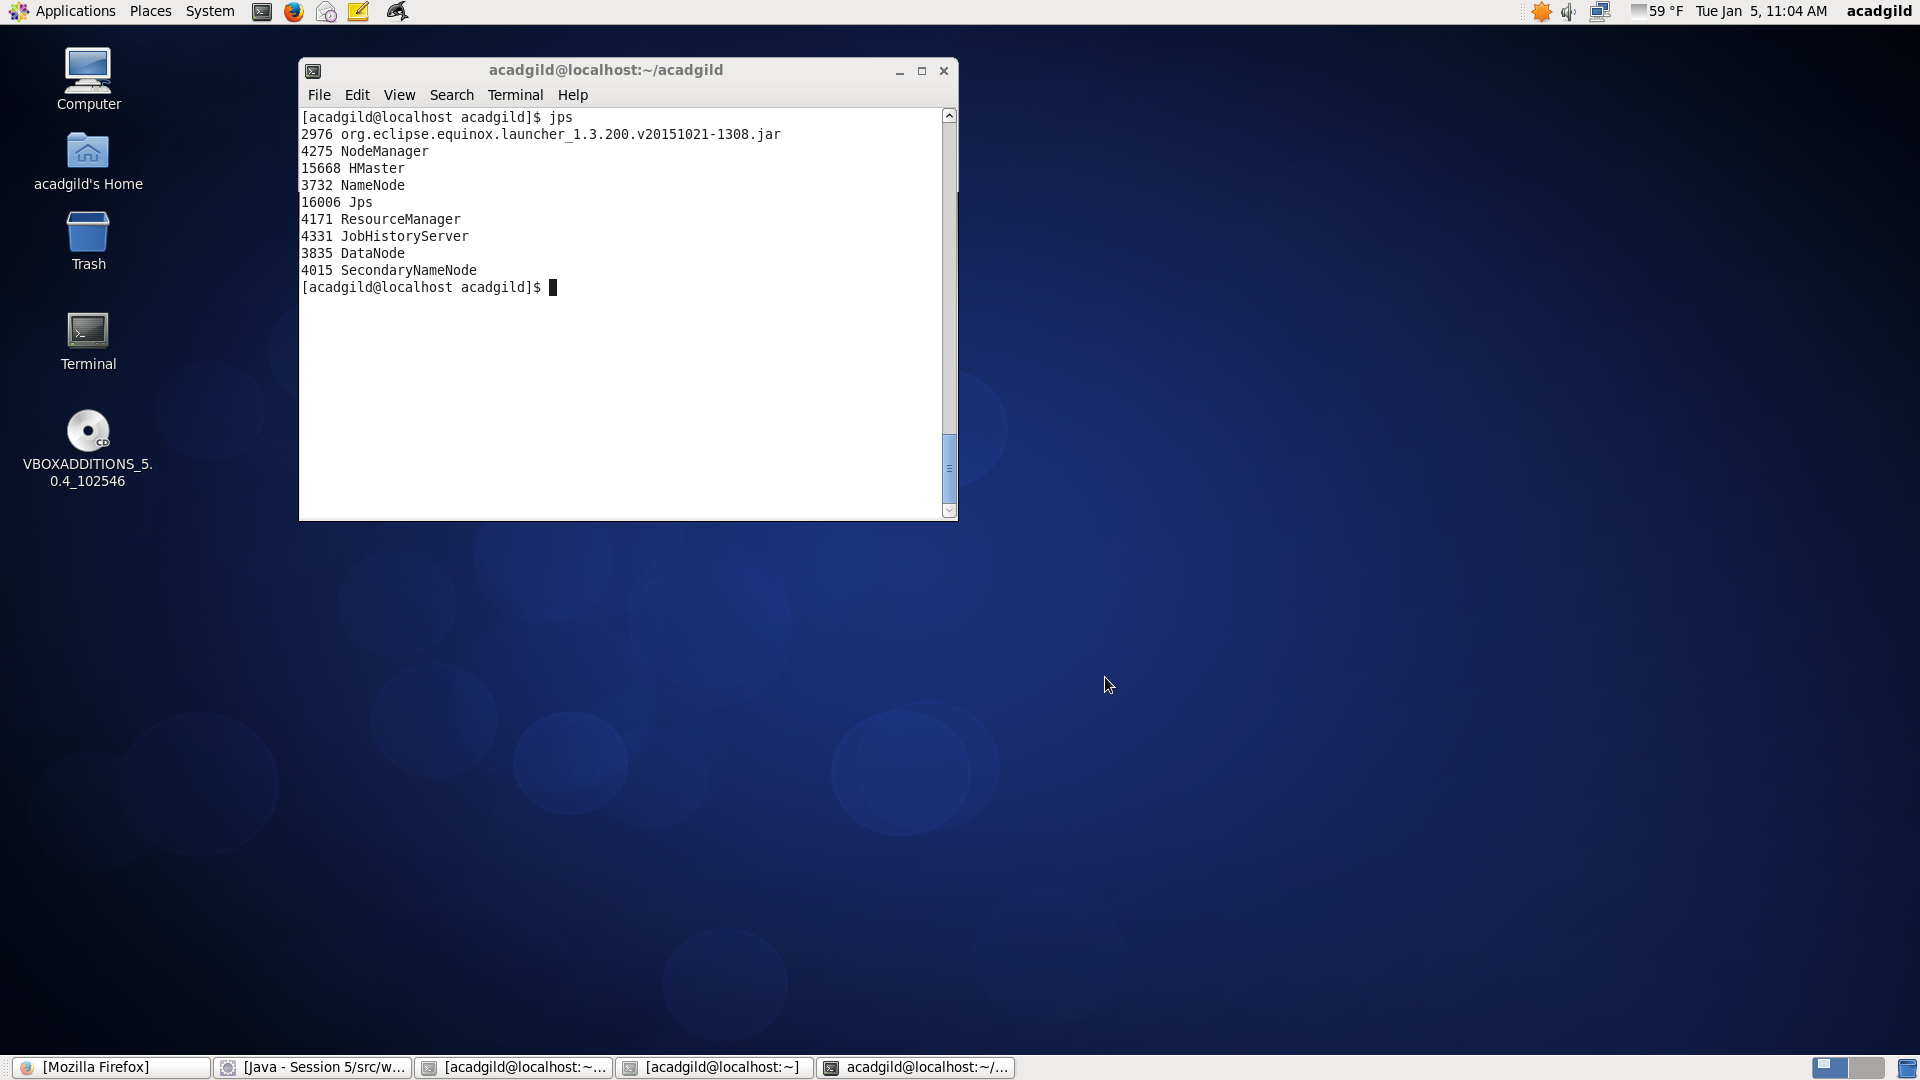 Applications Places System
59 °F Tue Jan 5, 11:04 AM acadgild
Computer
acadgild's Home
Trash
Terminal
CD
VBOXADDITIONS_5.
0.4_102546
acadgild@localhost:~/acadgild
File Edit View Search Terminal Help
[acadgild@localhost acadgild]$ jps
2976 org.eclipse.equinox.launcher_1.3.200.v20151021-1308.jar
4275 NodeManager
15668 HMaster
3732 NameNode
16006 Jps
4171 ResourceManager
4331 JobHistoryServer
3835 DataNode
4015 SecondaryNameNode
[acadgild@localhost acadgild]$
[Mozilla Firefox] [Java - Session 5/src/w... [acadgild@localhost:~... [acadgild@localhost:~] acadgild@localhost:~/...